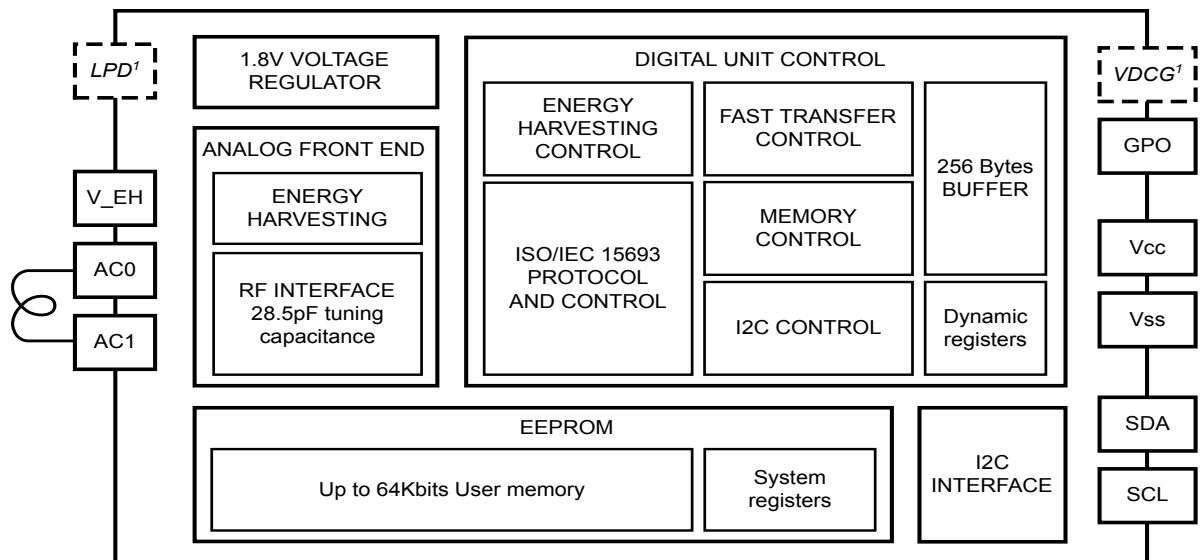 LPD¹
V_EH
AC0
AC1
1.8V VOLTAGE
REGULATOR
ANALOG FRONT END
ENERGY
HARVESTING
RF INTERFACE
28.5pF tuning
capacitance
DIGITAL UNIT CONTROL
ENERGY
HARVESTING
CONTROL
FAST TRANSFER
CONTROL
256 Bytes
BUFFER
ISO/IEC 15693
PROTOCOL
AND CONTROL
MEMORY
CONTROL
I2C CONTROL
Dynamic
registers
EEPROM
Up to 64Kbits User memory
System
registers
I2C
INTERFACE
VDCG¹
GPO
Vcc
Vss
SDA
SCL